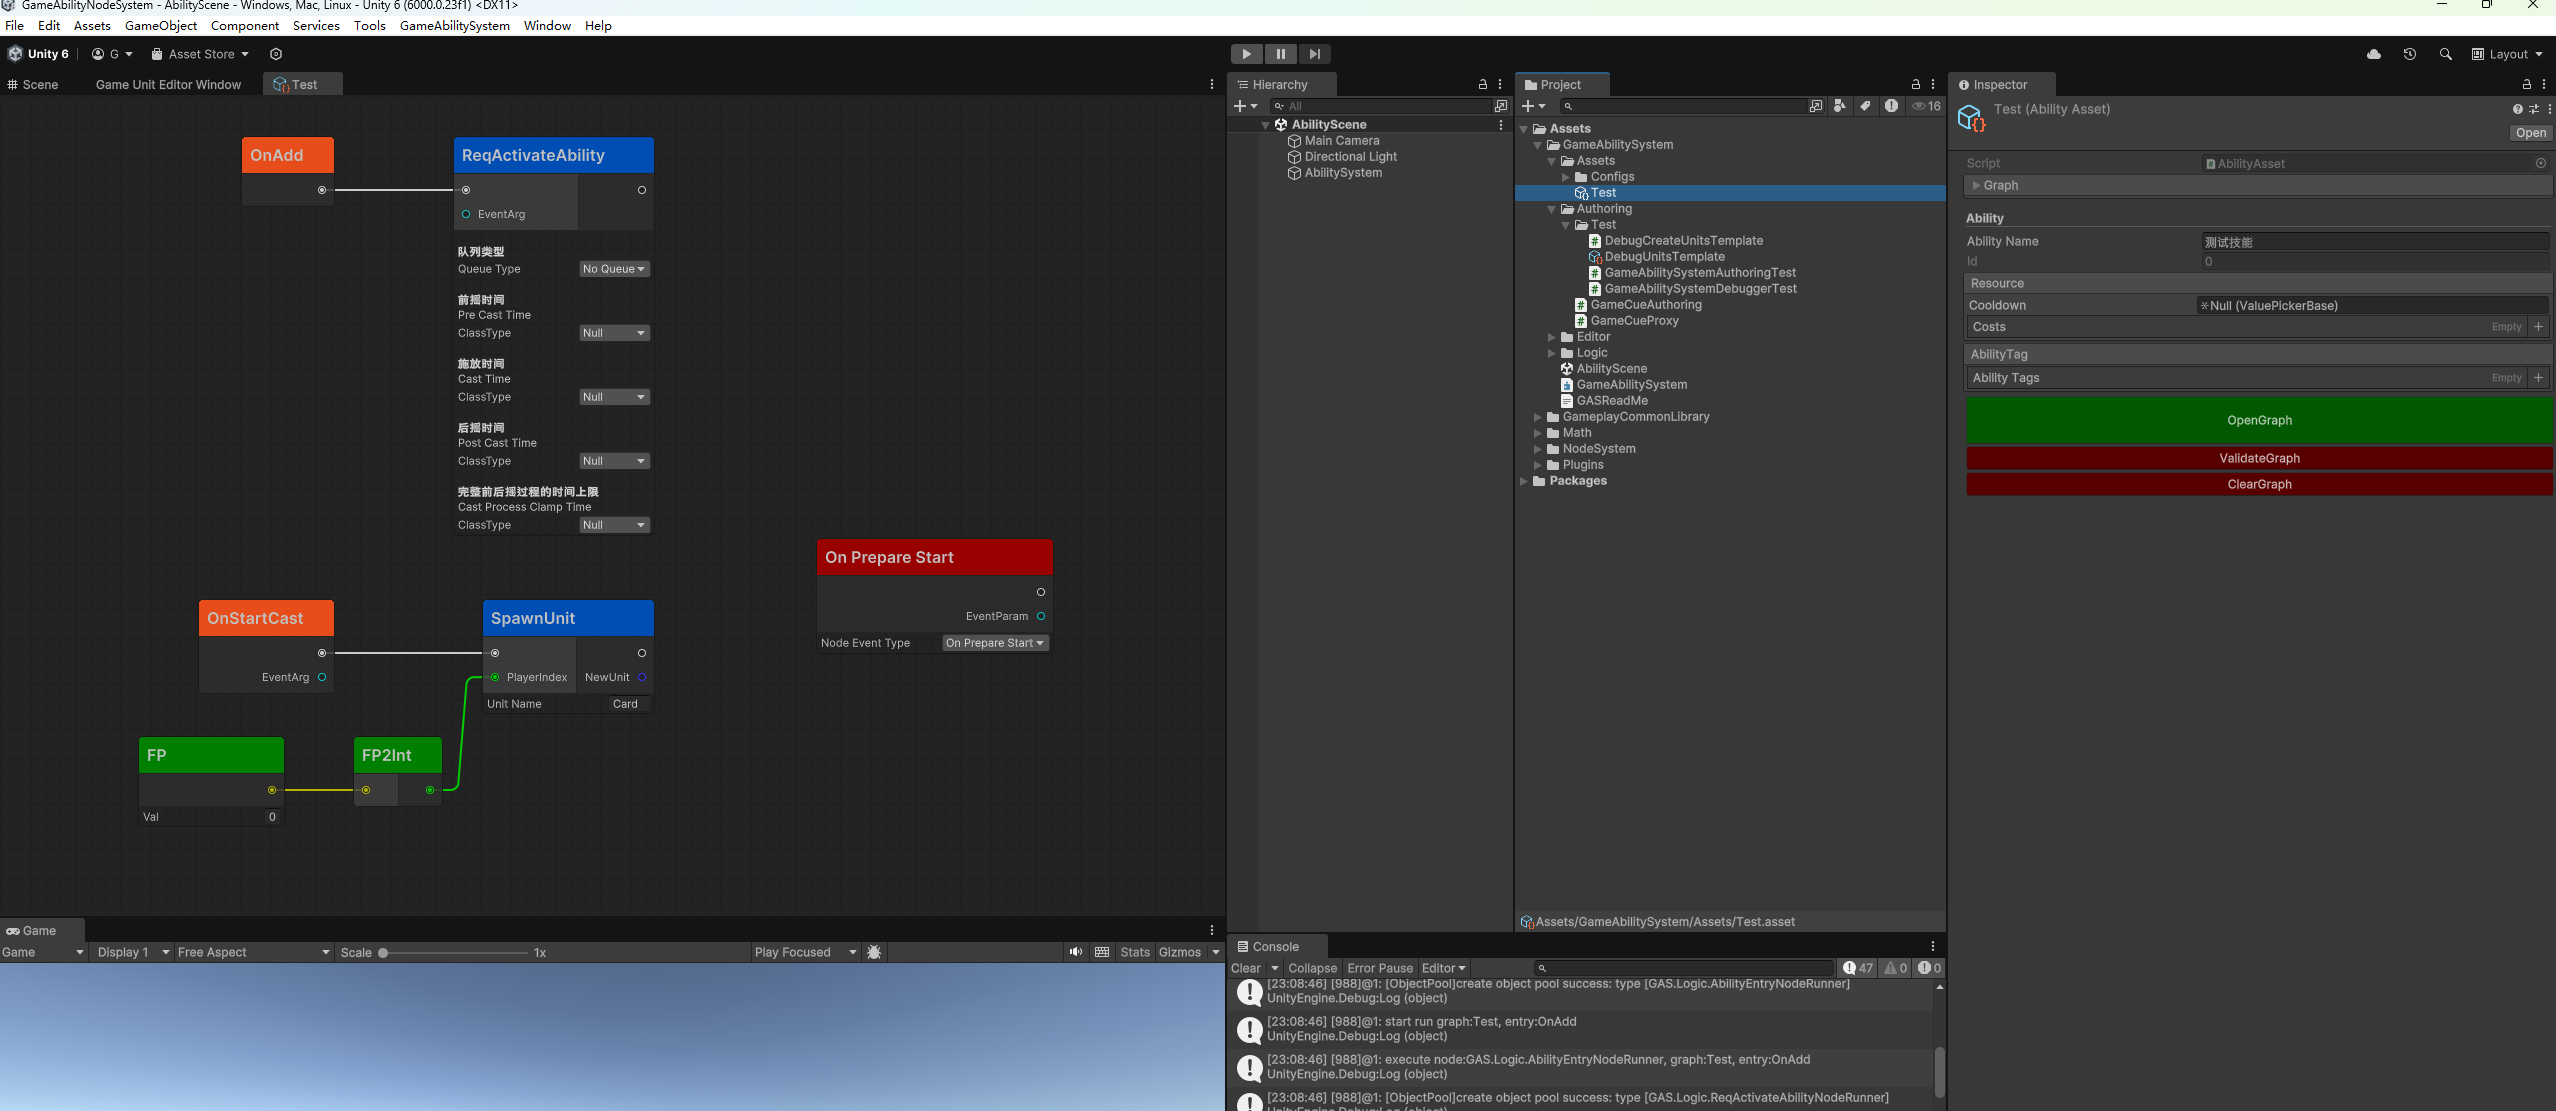 GameAbilityNodeSystem - AbilityScene - Windows, Mac, Linux - Unity 6 (6000.0.23f1) <DX11>
File Edit Assets GameObject Component Services Tools GameAbilitySystem Window Help
Unity 6 G Asset Store Layout
Scene Game Unit Editor Window Test
OnAdd
ReqActivateAbility
EventArg
队列类型
Queue Type No Queue
前摇时间
Pre Cast Time
ClassType Null
施放时间
Cast Time
ClassType Null
后摇时间
Post Cast Time
ClassType Null
完整前后摇过程的时间上限
Cast Process Clamp Time
ClassType Null
On Prepare Start
EventParam
Node Event Type On Prepare Start
OnStartCast
EventArg
SpawnUnit
PlayerIndex NewUnit
Unit Name Card
FP
Val 0
FP2Int
Game
Game Display 1 Free Aspect Scale 1x Play Focused Stats Gizmos
Hierarchy
All
AbilityScene
Main Camera
Directional Light
AbilitySystem
Project
16
Assets
GameAbilitySystem
Assets
Configs
Test
Authoring
Test
DebugCreateUnitsTemplate
DebugUnitsTemplate
GameAbilitySystemAuthoringTest
GameAbilitySystemDebuggerTest
GameCueAuthoring
GameCueProxy
Editor
Logic
AbilityScene
GameAbilitySystem
GASReadMe
GameplayCommonLibrary
Math
NodeSystem
Plugins
Packages
Assets/GameAbilitySystem/Assets/Test.asset
Console
Clear Collapse Error Pause Editor 47 0 0
[23:08:46] [988]@1: [ObjectPool]create object pool success: type [GAS.Logic.AbilityEntryNodeRunner]
UnityEngine.Debug:Log (object)
[23:08:46] [988]@1: start run graph:Test, entry:OnAdd
UnityEngine.Debug:Log (object)
[23:08:46] [988]@1: execute node:GAS.Logic.AbilityEntryNodeRunner, graph:Test, entry:OnAdd
UnityEngine.Debug:Log (object)
[23:08:46] [988]@1: [ObjectPool]create object pool success: type [GAS.Logic.ReqActivateAbilityNodeRunner]
UnityEngine.Debug:Log (object)
Inspector
Test (Ability Asset)
Open
Script AbilityAsset
Graph
Ability
Ability Name 测试技能
Id 0
Resource
Cooldown Null (ValuePickerBase)
Costs Empty
AbilityTag
Ability Tags Empty
OpenGraph
ValidateGraph
ClearGraph